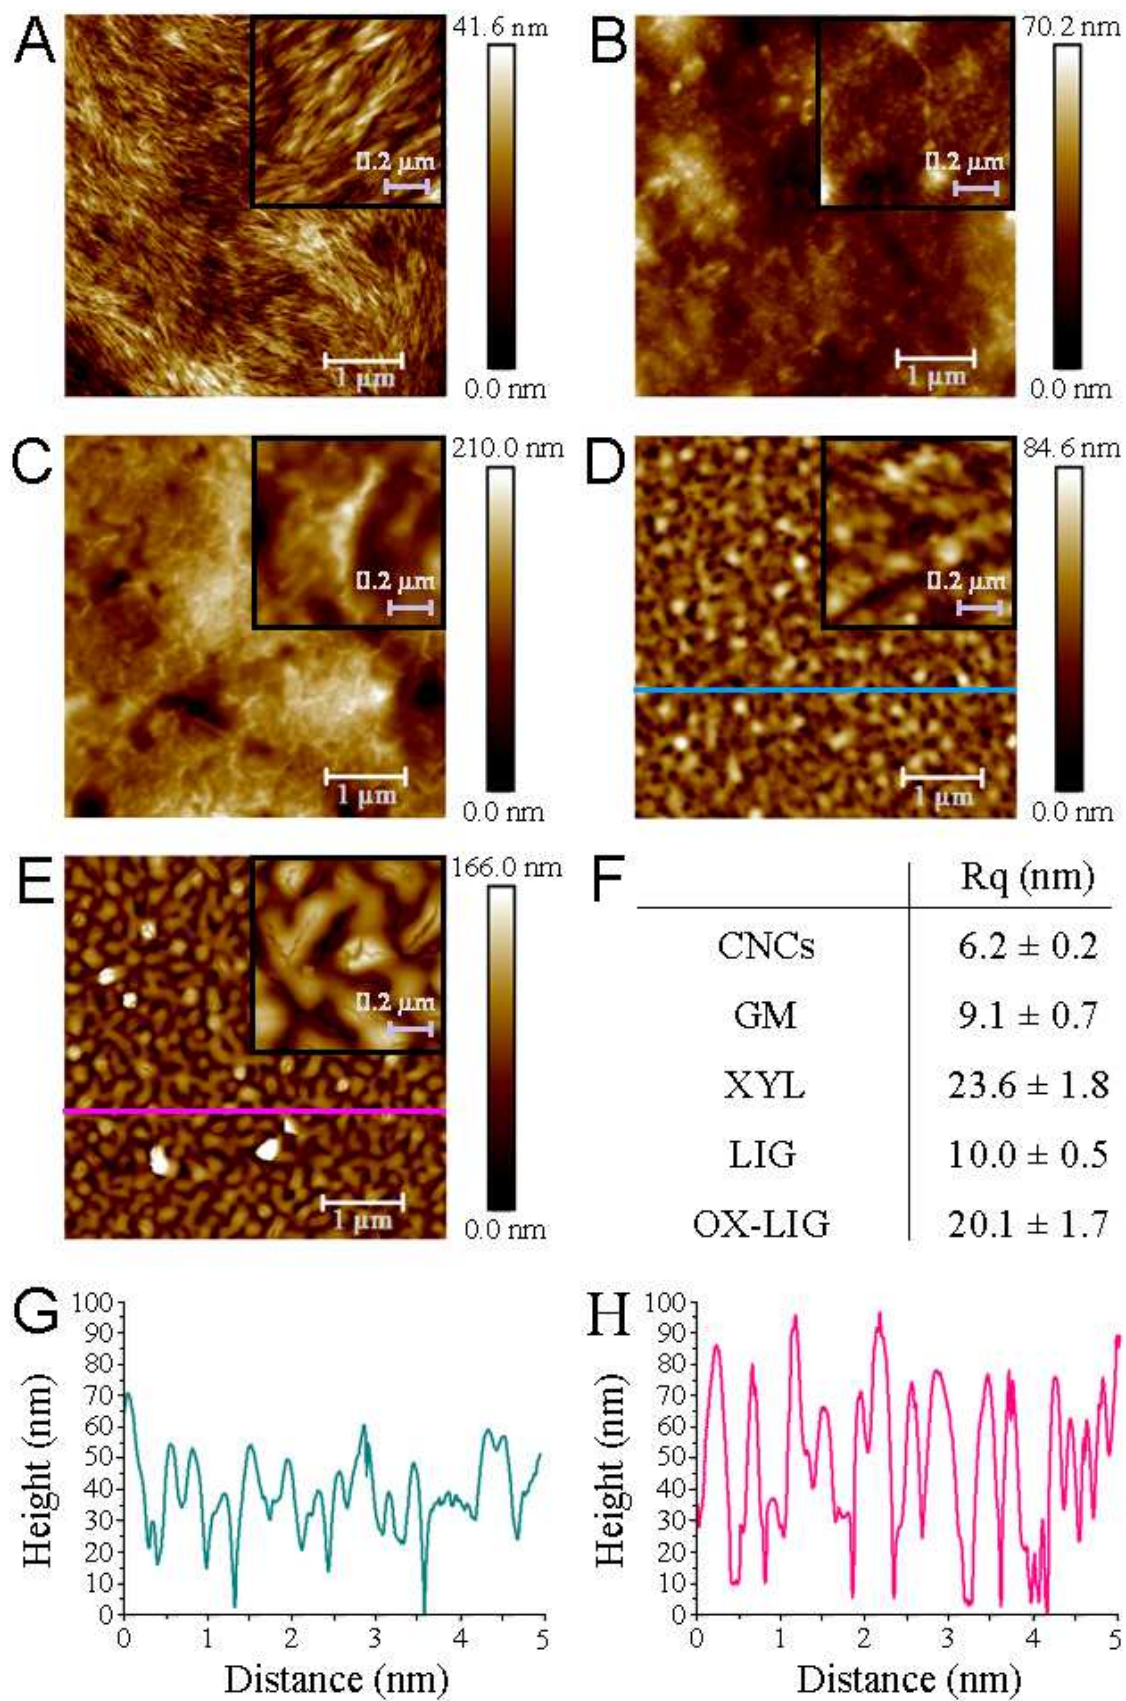 A
41.6 nm
0.2 μm
1 μm
0.0 nm
B
70.2 nm
0.2 μm
1 μm
0.0 nm
C
210.0 nm
0.2 μm
1 μm
0.0 nm
D
84.6 nm
0.2 μm
1 μm
0.0 nm
E
166.0 nm
0.2 μm
1 μm
0.0 nm
F
Rq (nm)
CNCs 6.2 ± 0.2
GM 9.1 ± 0.7
XYL 23.6 ± 1.8
LIG 10.0 ± 0.5
OX-LIG 20.1 ± 1.7
G
Height (nm)
100
90
80
70
60
50
40
30
20
10
0
0 1 2 3 4 5
Distance (nm)
H
Height (nm)
100
90
80
70
60
50
40
30
20
10
0
0 1 2 3 4 5
Distance (nm)